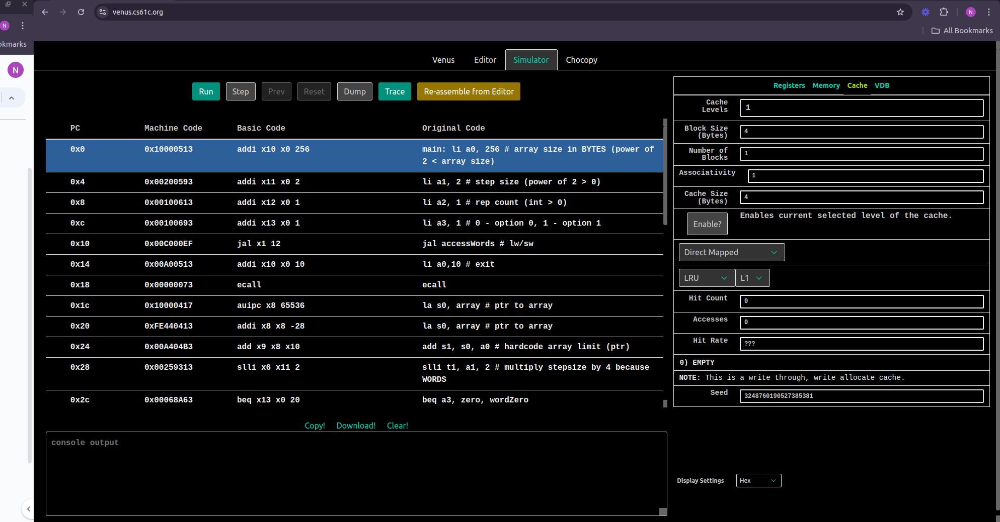 venus.cs61c.org
N
N
All Bookmarks
okmarks
N
Venus
Editor
Simulator
Chocopy
Run
Step
Prev
Reset
Dump
Trace
Re-assemble from Editor
PC Machine Code Basic Code Original Code
0x0 0x10000513 addi x10 x0 256 main: li a0, 256 # array size in BYTES (power of
2 < array size)
0x4 0x00200593 addi x11 x0 2 li a1, 2 # step size (power of 2 > 0)
0x8 0x00100613 addi x12 x0 1 li a2, 1 # rep count (int > 0)
0xc 0x00100693 addi x13 x0 1 li a3, 1 # 0 - option 0, 1 - option 1
0x10 0x00C000EF jal x1 12 jal accessWords # lw/sw
0x14 0x00A00513 addi x10 x0 10 li a0,10 # exit
0x18 0x00000073 ecall ecall
0x1c 0x10000417 auipc x8 65536 la s0, array # ptr to array
0x20 0xFE440413 addi x8 x8 -28 la s0, array # ptr to array
0x24 0x00A404B3 add x9 x8 x10 add s1, s0, a0 # hardcode array limit (ptr)
0x28 0x00259313 slli x6 x11 2 slli t1, a1, 2 # multiply stepsize by 4 because
WORDS
0x2c 0x00068A63 beq x13 x0 20 beq a3, zero, wordZero
Copy! Download! Clear!
console output
Registers Memory Cache VDB
Cache
Levels
1
Block Size
(Bytes)
4
Number of
Blocks
1
Associativity
1
Cache Size
(Bytes)
4
Enable?
Enables current selected level of the cache.
Direct Mapped
LRU
L1
Hit Count
0
Accesses
0
Hit Rate
???
0) EMPTY
NOTE: This is a write through, write allocate cache.
Seed
3248760190527385381
Display Settings
Hex